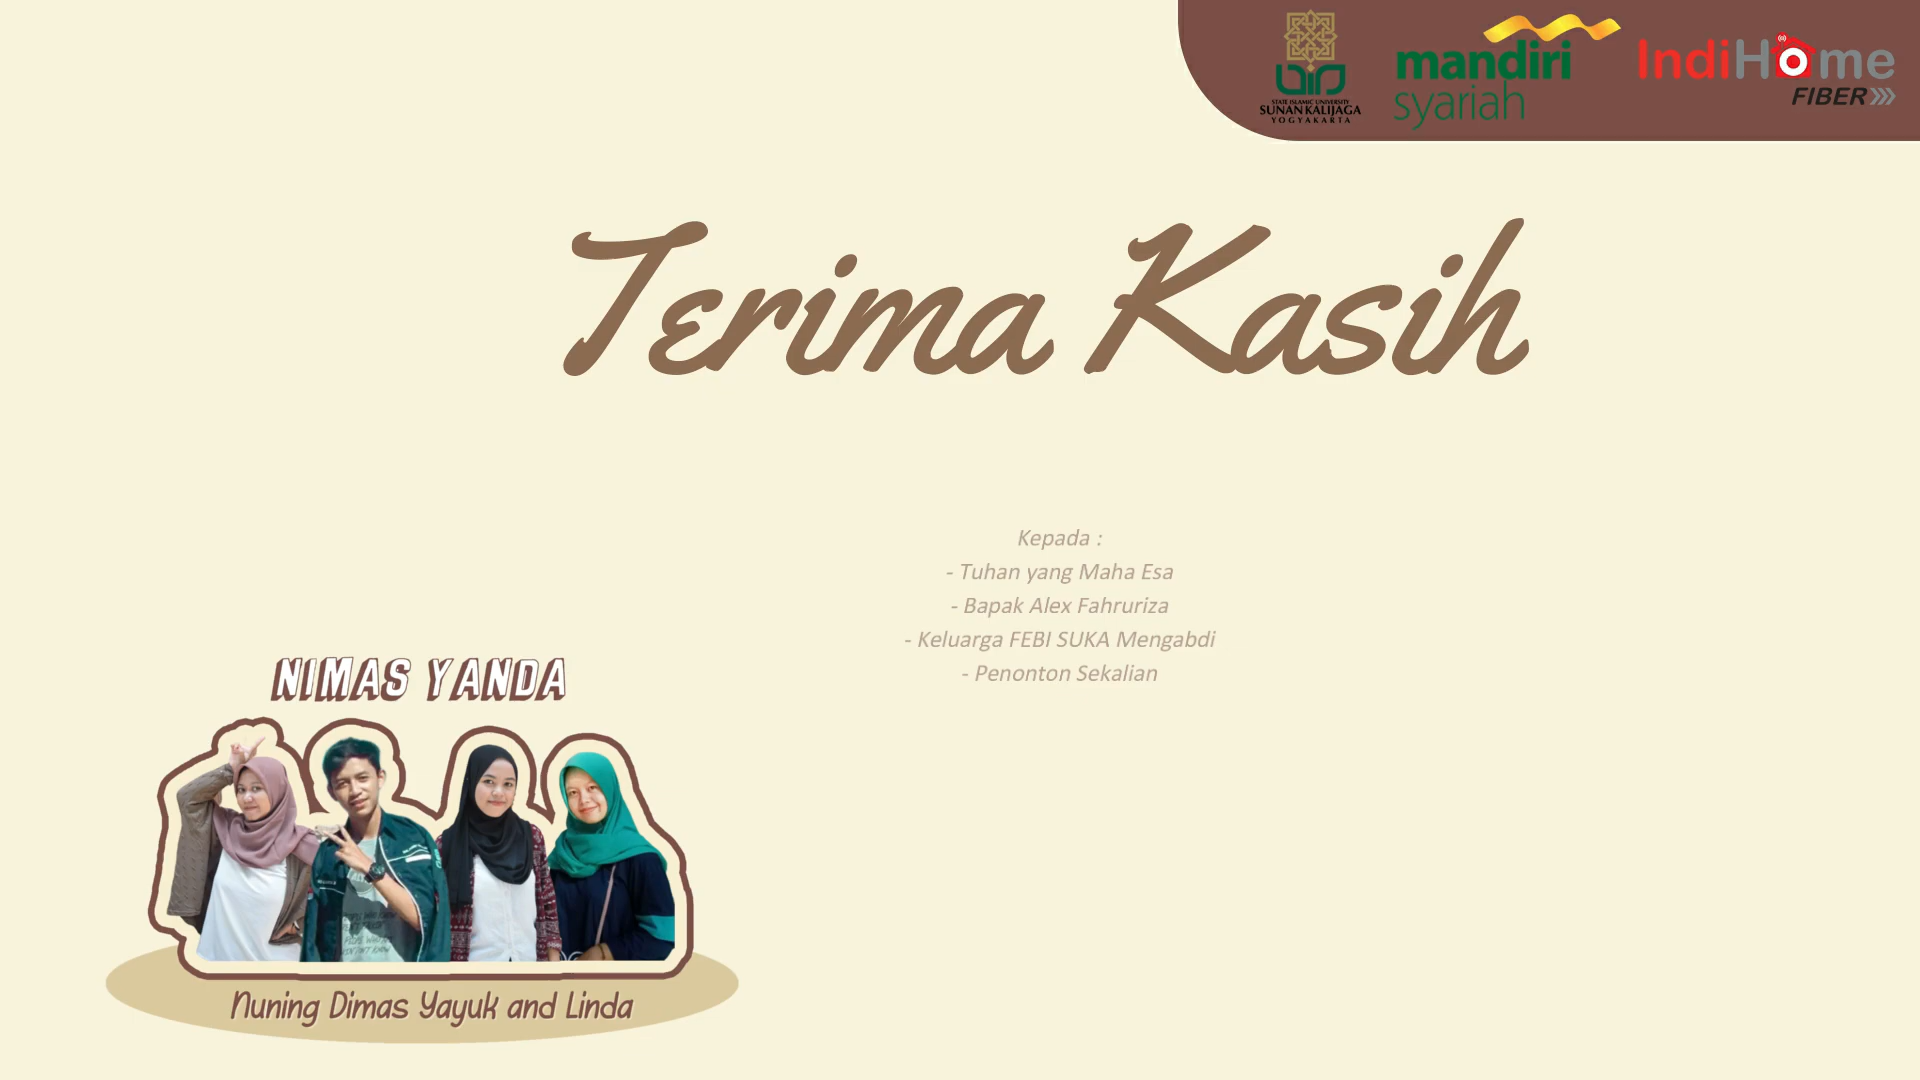 STATE ISLAMIC UNIVERSITY
SUNAN KALIJAGA
YOGYAKARTA
mandiri
syariah
IndiHome
FIBER
Terima Kasih
Kepada :
- Tuhan yang Maha Esa
- Bapak Alex Fahruriza
- Keluarga FEBI SUKA Mengabdi
- Penonton Sekalian
NIMAS YANDA
Nuning Dimas Yayuk and Linda